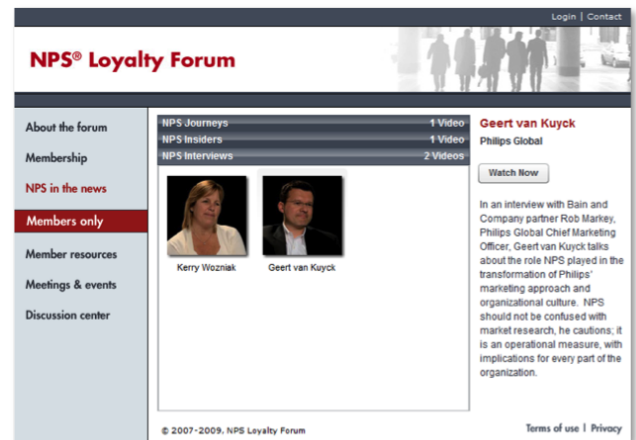 Login | Contact
NPS® Loyalty Forum
About the forum
Membership
NPS in the news
Members only
Member resources
Meetings & events
Discussion center
NPS Journeys 1 Video
NPS Insiders 1 Video
NPS Interviews 2 Videos
Kerry Wozniak Geert van Kuyck
Geert van Kuyck
Philips Global
Watch Now
In an interview with Bain and
Company partner Rob Markey,
Philips Global Chief Marketing
Officer, Geert van Kuyck talks
about the role NPS played in the
transformation of Philips'
marketing approach and
organizational culture. NPS
should not be confused with
market research, he cautions; it
is an operational measure, with
implications for every part of the
organization.
© 2007-2009. NPS Loyalty Forum
Terms of use | Privacy